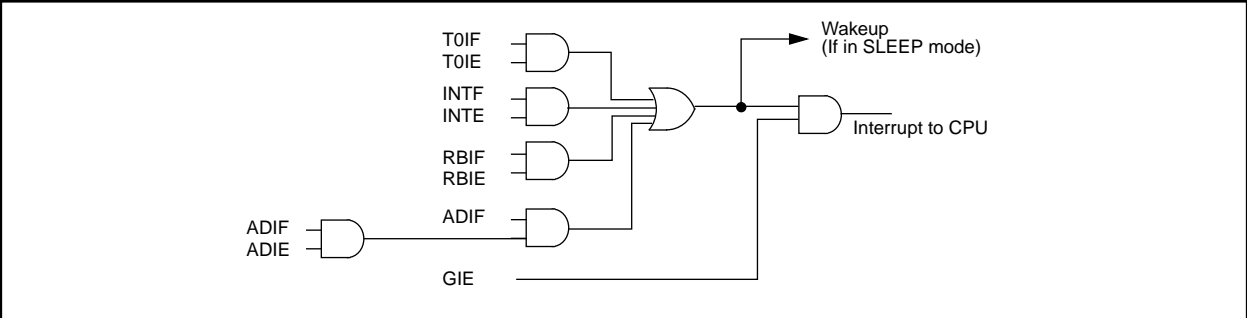 T0IF
T0IE
INTF
INTE
RBIF
RBIE
ADIF
ADIF
ADIE
GIE
Wakeup
(If in SLEEP mode)
Interrupt to CPU